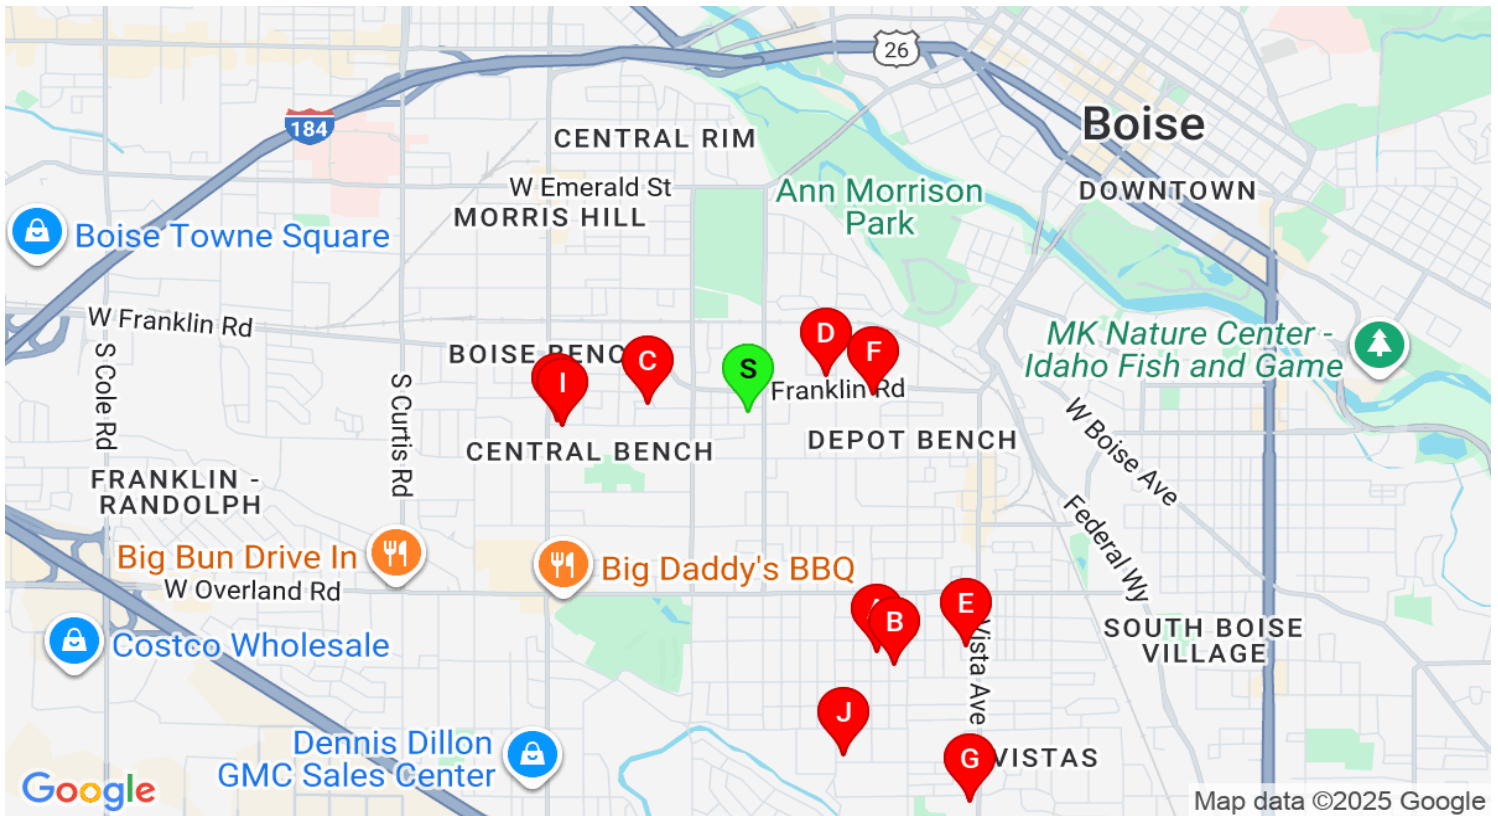 26
Boise
184
CENTRAL RIM
W Emerald St
MORRIS HILL
Ann Morrison
Park
DOWNTOWN
Boise Towne Square
W Franklin Rd
BOISE BENC
C
S
D
F
MK Nature Center -
Idaho Fish and Game
S Cole Rd
S Curtis Rd
I
Franklin Rd
W Boise Ave
CENTRAL BENCH
DEPOT BENCH
FRANKLIN -
RANDOLPH
Federal Wy
Big Bun Drive In
W Overland Rd
Big Daddy's BBQ
B
E
Vista Ave
SOUTH BOISE
VILLAGE
Costco Wholesale
J
Dennis Dillon
GMC Sales Center
G
VISTAS
Google
Map data ©2025 Google